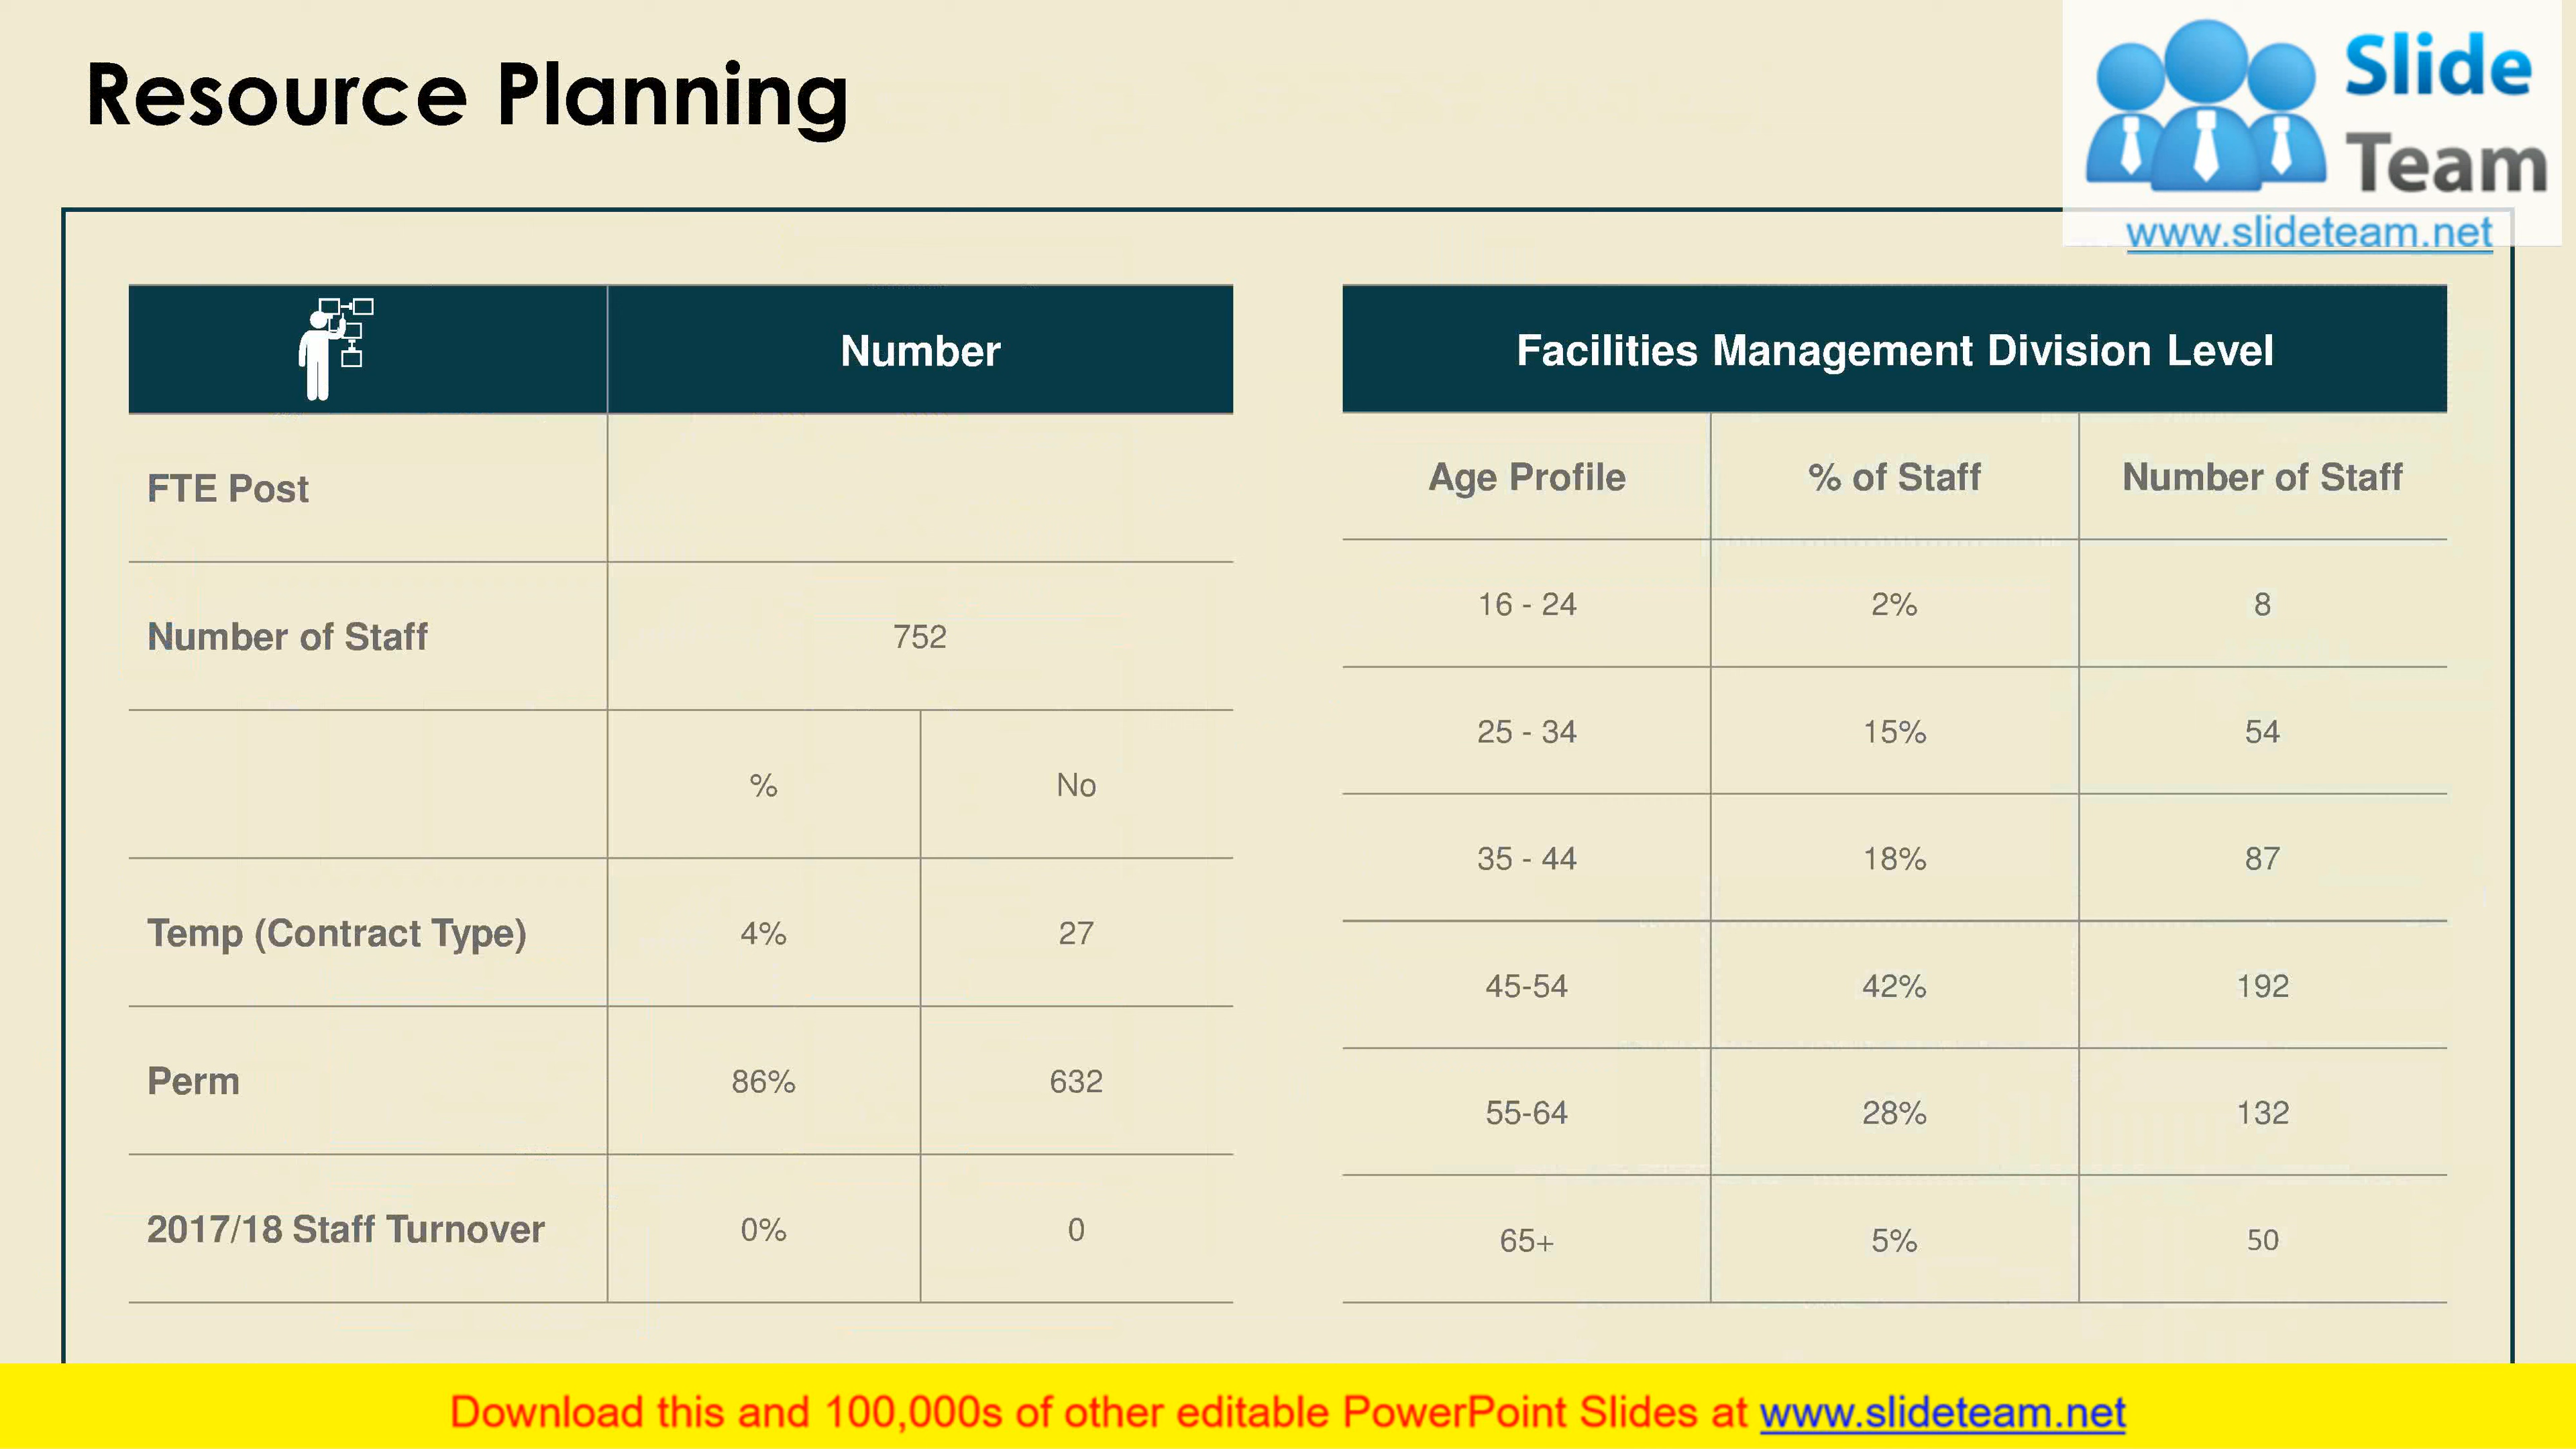 Resource Planning
Slide
Team
www.slideteam.net
Number
FTE Post
Number of Staff 752
% No
Temp (Contract Type) 4% 27
Perm 86% 632
2017/18 Staff Turnover 0% 0
Facilities Management Division Level
Age Profile % of Staff Number of Staff
16 - 24 2% 8
25 - 34 15% 54
35 - 44 18% 87
45-54 42% 192
55-64 28% 132
65+ 5% 50
Download this and 100,000s of other editable PowerPoint Slides at www.slideteam.net